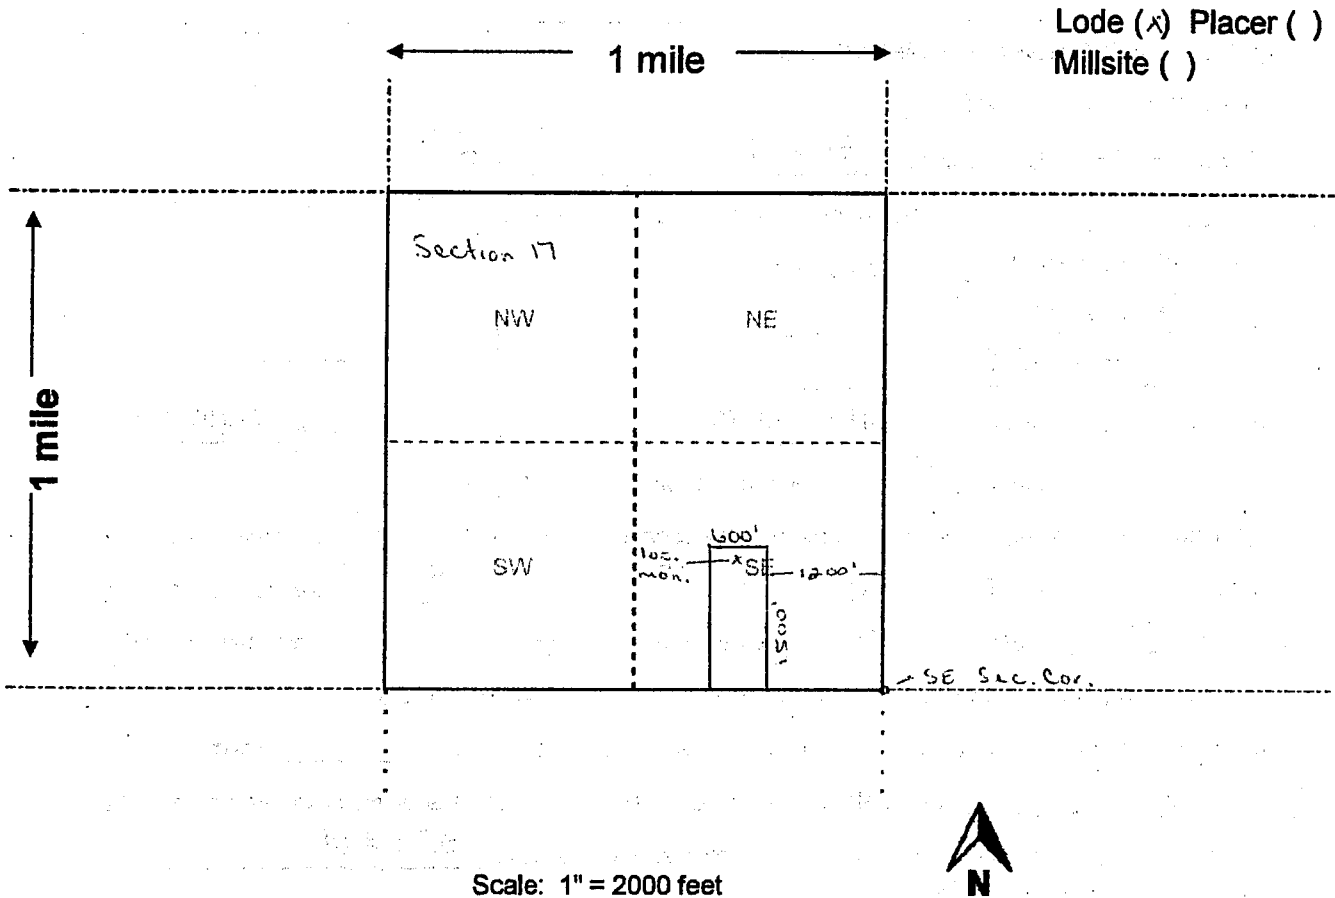 Lode (x) Placer ( )
Millsite ( )
1 mile
1 mile
Section 17
NW
NE
SW
SE
600'
loc.
mon.
x
1200'
1500'
SE Sec. Cor.
Scale: 1" = 2000 feet
N